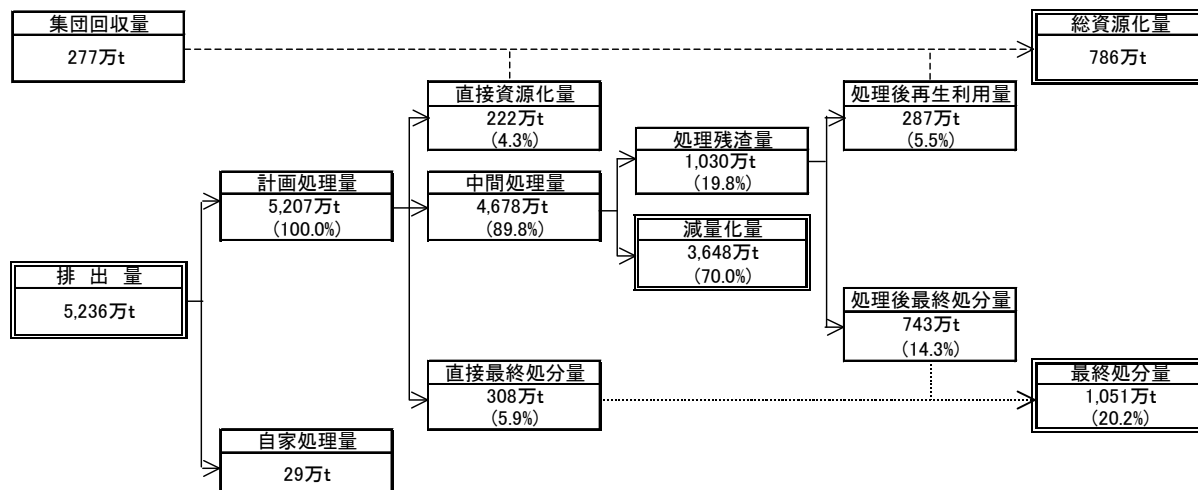 集団回収量
277万t
総資源化量
786万t
直接資源化量
222万t
(4.3%)
処理後再生利用量
287万t
(5.5%)
処理残渣量
1,030万t
(19.8%)
計画処理量
5,207万t
(100.0%)
中間処理量
4,678万t
(89.8%)
減量化量
3,648万t
(70.0%)
排 出 量
5,236万t
処理後最終処分量
743万t
(14.3%)
直接最終処分量
308万t
(5.9%)
最終処分量
1,051万t
(20.2%)
自家処理量
29万t